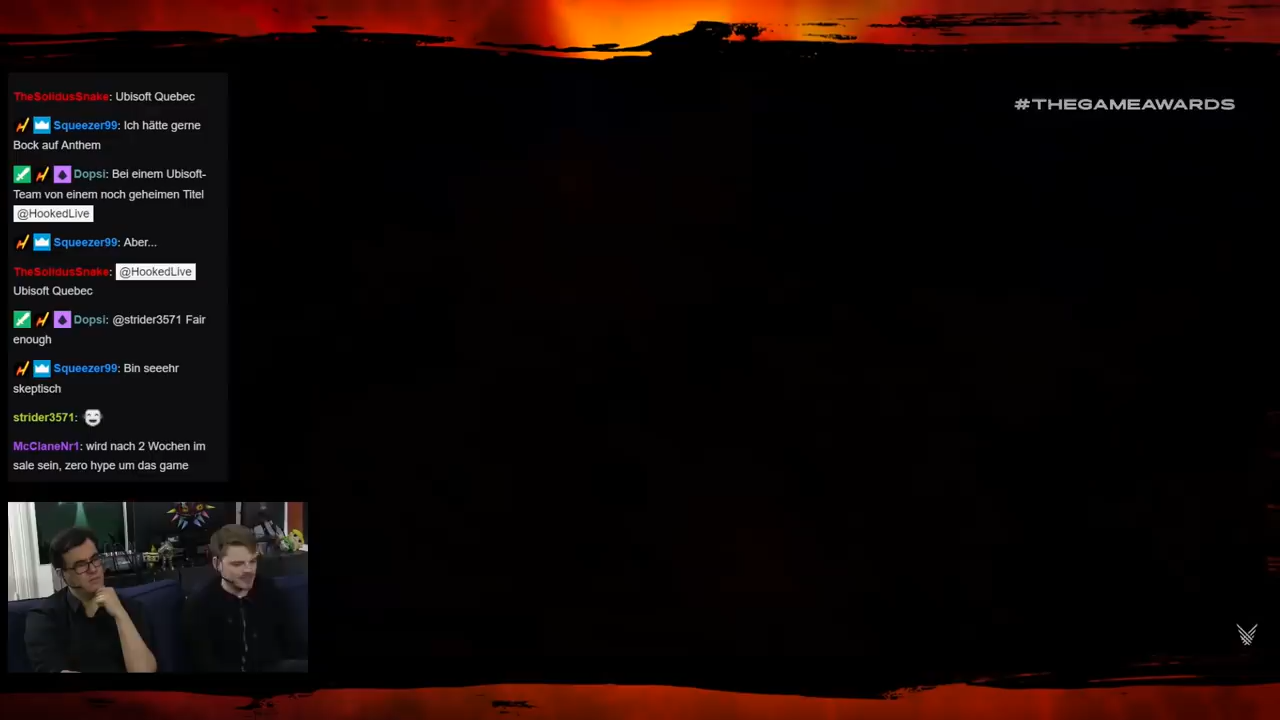 TheSolidusSnake: Ubisoft Quebec
#THEGAMEAWARDS
Squeezer99: Ich hätte gerne
Bock auf Anthem
Dopsi: Bei einem Ubisoft-
Team von einem noch geheimen Titel
@HookedLive
Squeezer99: Aber...
TheSolidusSnake: @HookedLive
Ubisoft Quebec
Dopsi: @strider3571 Fair
enough
Squeezer99: Bin seeehr
skeptisch
strider3571:
McClaneNr1: wird nach 2 Wochen im
sale sein, zero hype um das game